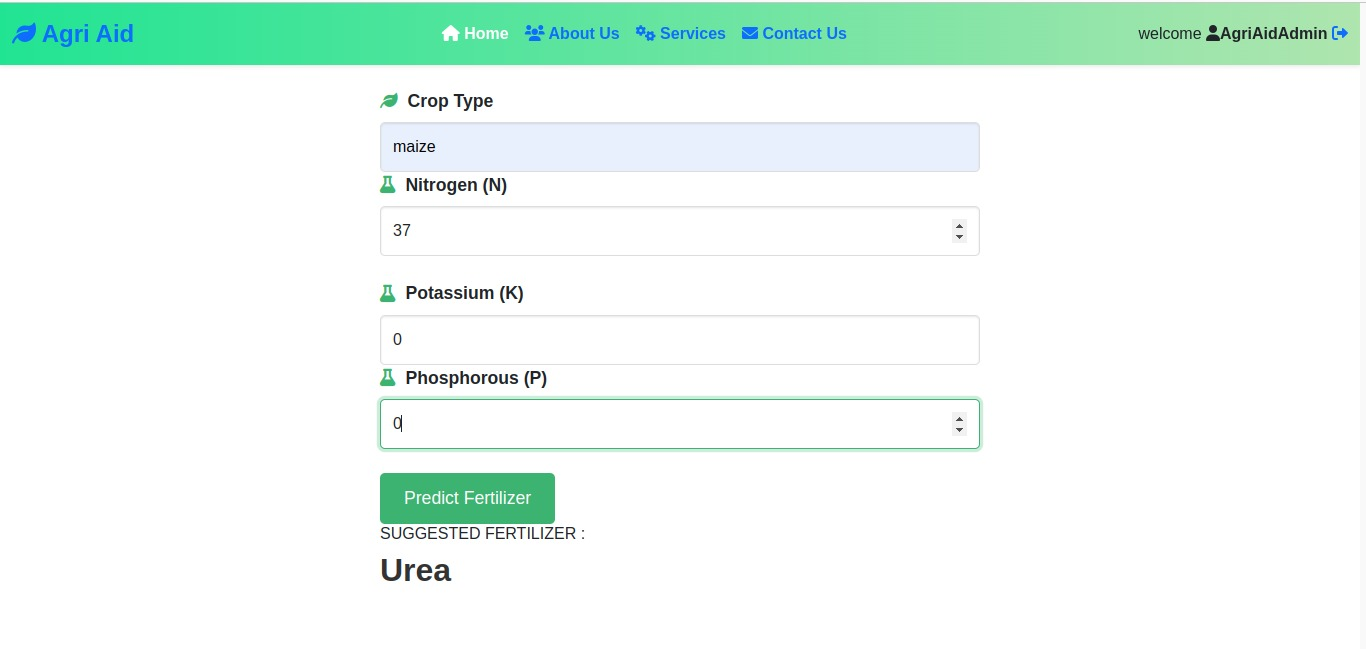 Agri Aid Home About Us Services Contact Us welcome AgriAidAdmin
Crop Type
maize
Nitrogen (N)
37
Potassium (K)
0
Phosphorous (P)
0
Predict Fertilizer
SUGGESTED FERTILIZER :
Urea